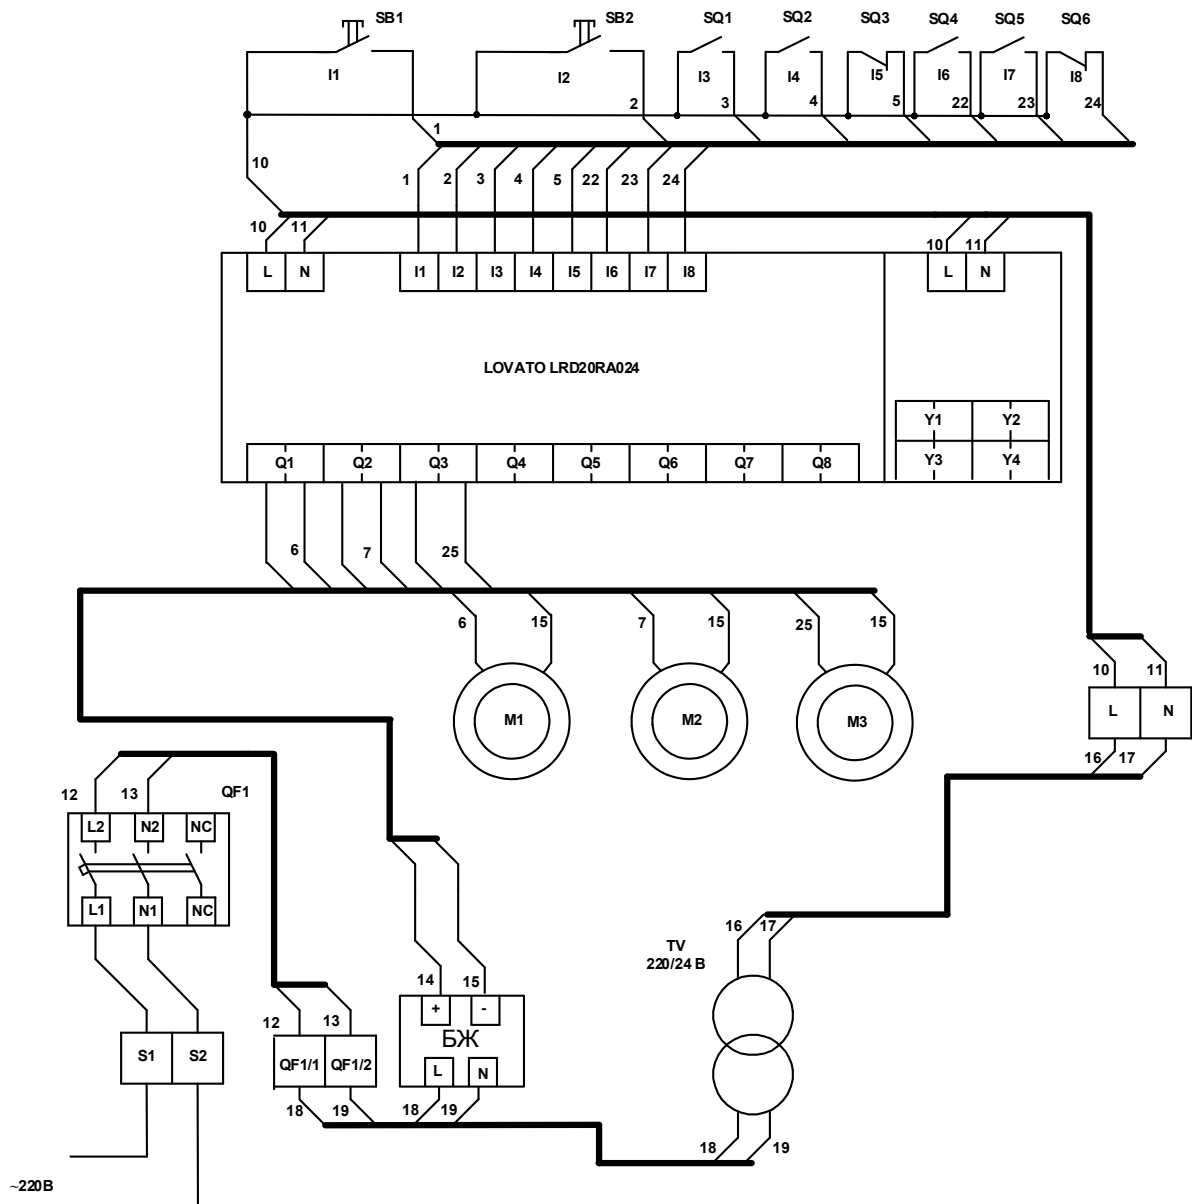 SB1 SB2 SQ1 SQ2 SQ3 SQ4 SQ5 SQ6
I1 I2 I3 I4 I5 I6 I7 I8
2 3 4 5 22 23 24
1
10
1 2 3 4 5 22 23 24
10 11 10 11
L N I1 I2 I3 I4 I5 I6 I7 I8 L N
LOVATO LRD20RA024
Y1 Y2
Q1 Q2 Q3 Q4 Q5 Q6 Q7 Q8 Y3 Y4
6 7 25
6 15 7 15 25 15
10 11
M1 M2 M3 L N
16 17
12 13 QF1
L2 N2 NC
L1 N1 NC
16 17
TV
220/24 В
14 15
+ -
12 13 БЖ
S1 S2 QF1/1 QF1/2 L N
18 19 18 19
18 19
~220В